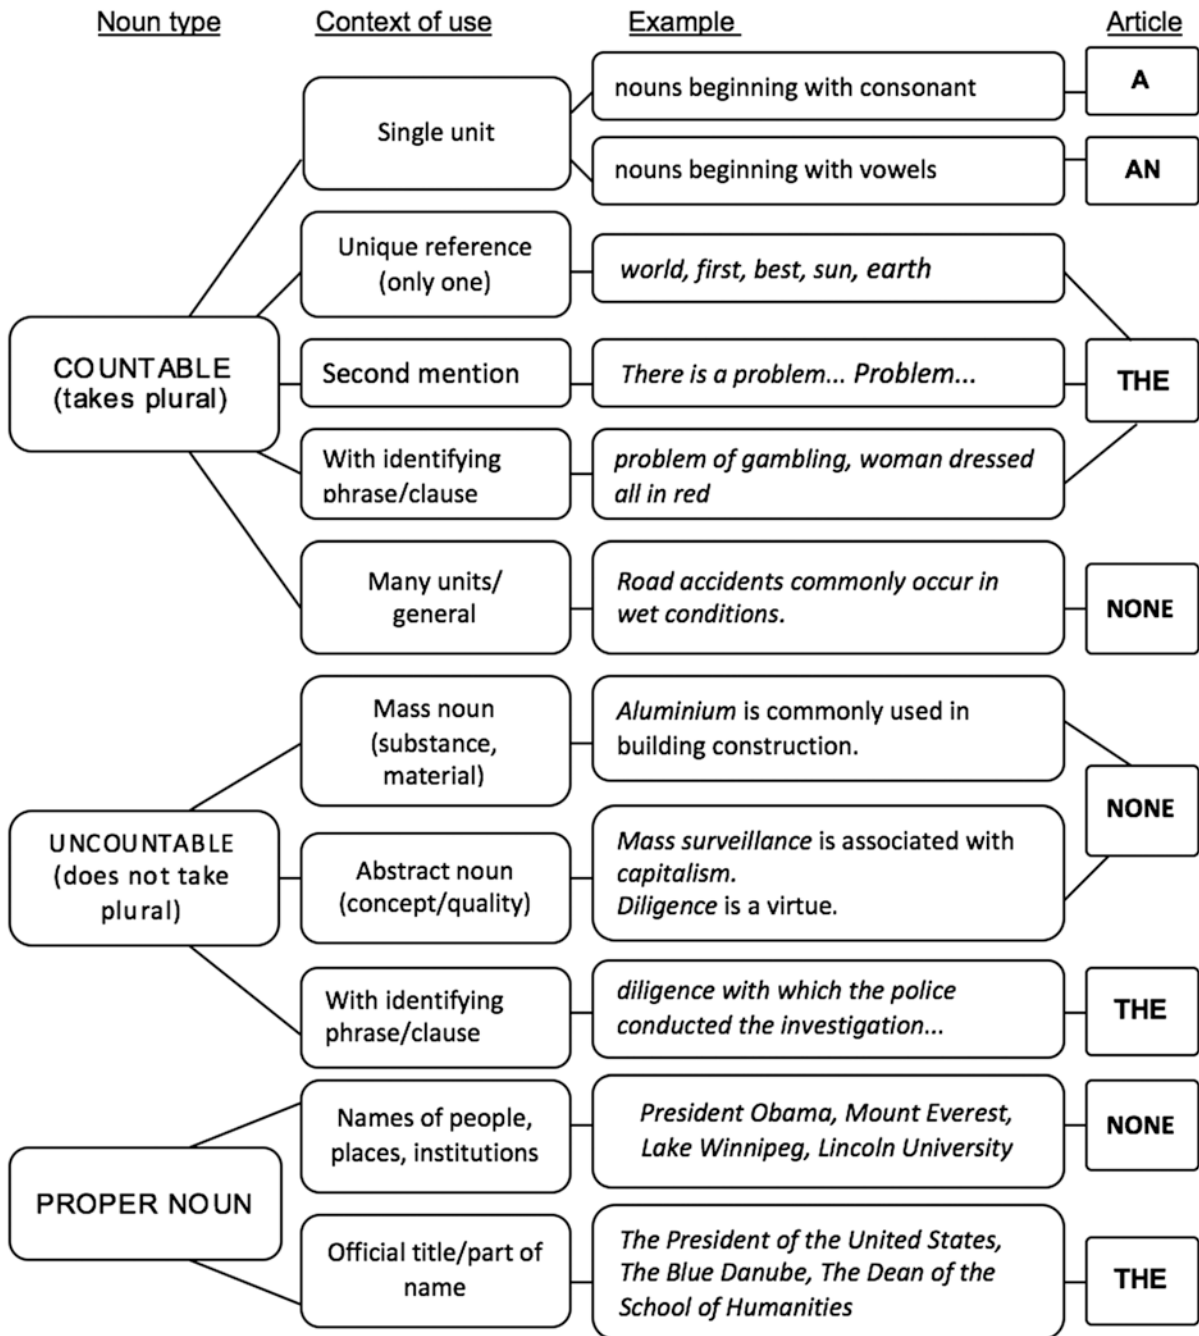 Noun type Context of use Example Article
Single unit
nouns beginning with consonant
A
nouns beginning with vowels
AN
COUNTABLE
(takes plural)
Unique reference
(only one)
world, first, best, sun, earth
Second mention
There is a problem... Problem...
THE
With identifying
phrase/clause
problem of gambling, woman dressed
all in red
Many units/
general
Road accidents commonly occur in
wet conditions.
NONE
UNCOUNTABLE
(does not take
plural)
Mass noun
(substance,
material)
Aluminium is commonly used in
building construction.
NONE
Abstract noun
(concept/quality)
Mass surveillance is associated with
capitalism.
Diligence is a virtue.
With identifying
phrase/clause
diligence with which the police
conducted the investigation...
THE
PROPER NOUN
Names of people,
places, institutions
President Obama, Mount Everest,
Lake Winnipeg, Lincoln University
NONE
Official title/part of
name
The President of the United States,
The Blue Danube, The Dean of the
School of Humanities
THE